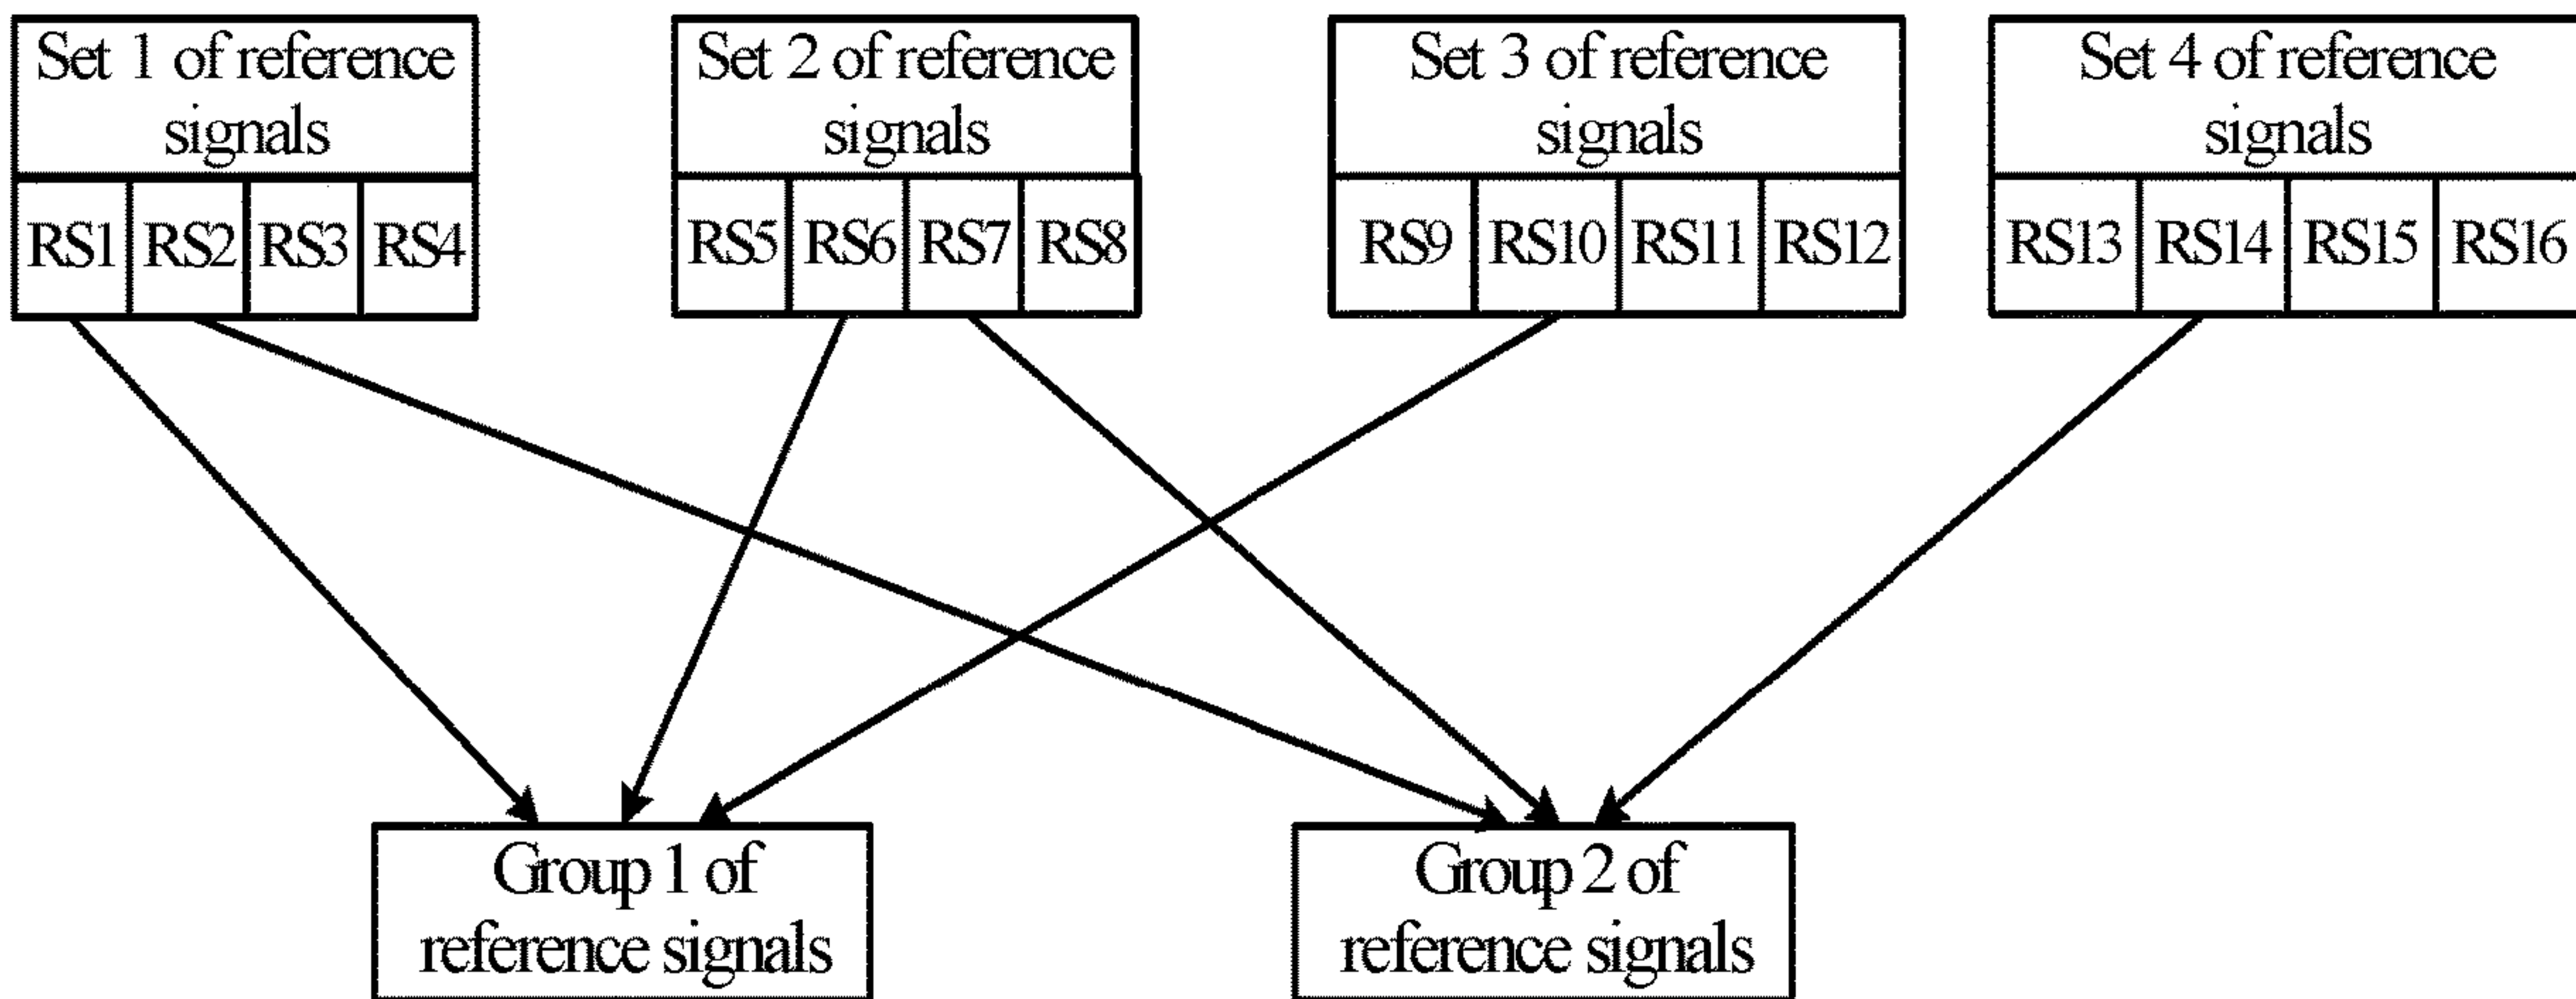 Set 1 of reference
signals
RS1 RS2 RS3 RS4
Set 2 of reference
signals
RS5 RS6 RS7 RS8
Set 3 of reference
signals
RS9 RS10 RS11 RS12
Set 4 of reference
signals
RS13 RS14 RS15 RS16
Group 1 of
reference signals
Group 2 of
reference signals